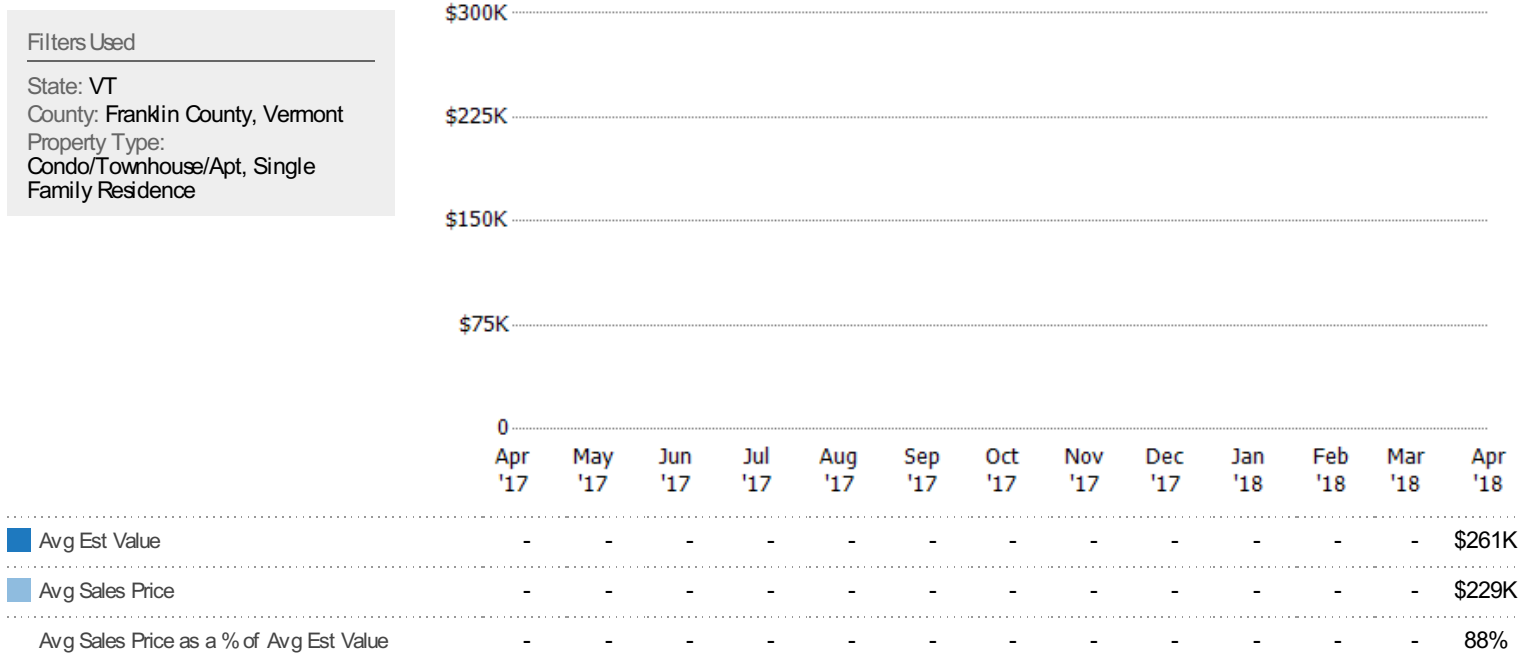 Filters Used
State: VT
County: Franklin County, Vermont
Property Type:
Condo/Townhouse/Apt, Single
Family Residence
$300K
$225K
$150K
$75K
0
Apr May Jun Jul Aug Sep Oct Nov Dec Jan Feb Mar Apr
'17 '17 '17 '17 '17 '17 '17 '17 '17 '18 '18 '18 '18
Avg Est Value - - - - - - - - - - - - $261K
Avg Sales Price - - - - - - - - - - - - $229K
Avg Sales Price as a % of Avg Est Value - - - - - - - - - - - - 88%